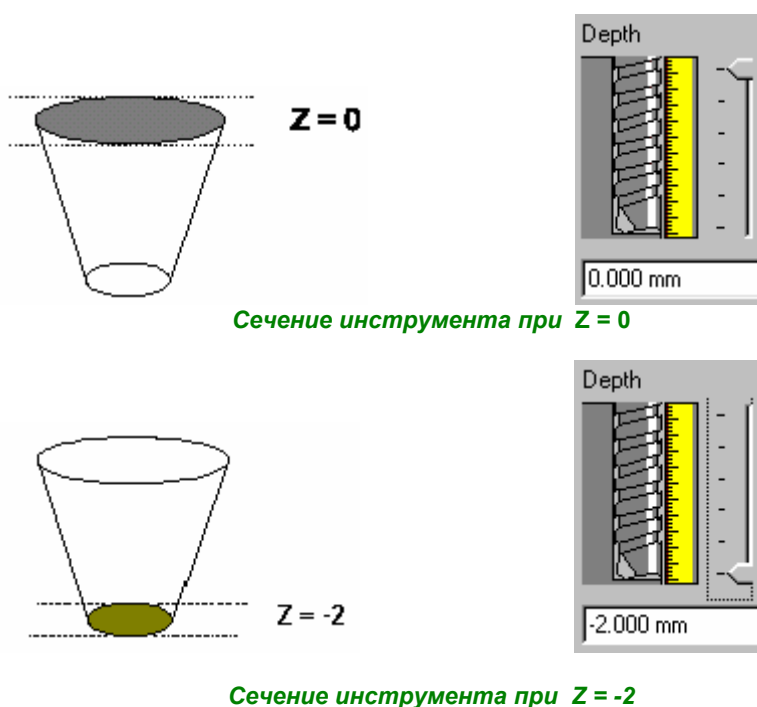 Depth
Z = 0
0.000 mm
Сечение инструмента при Z = 0
Depth
Z = -2
-2.000 mm
Сечение инструмента при Z = -2